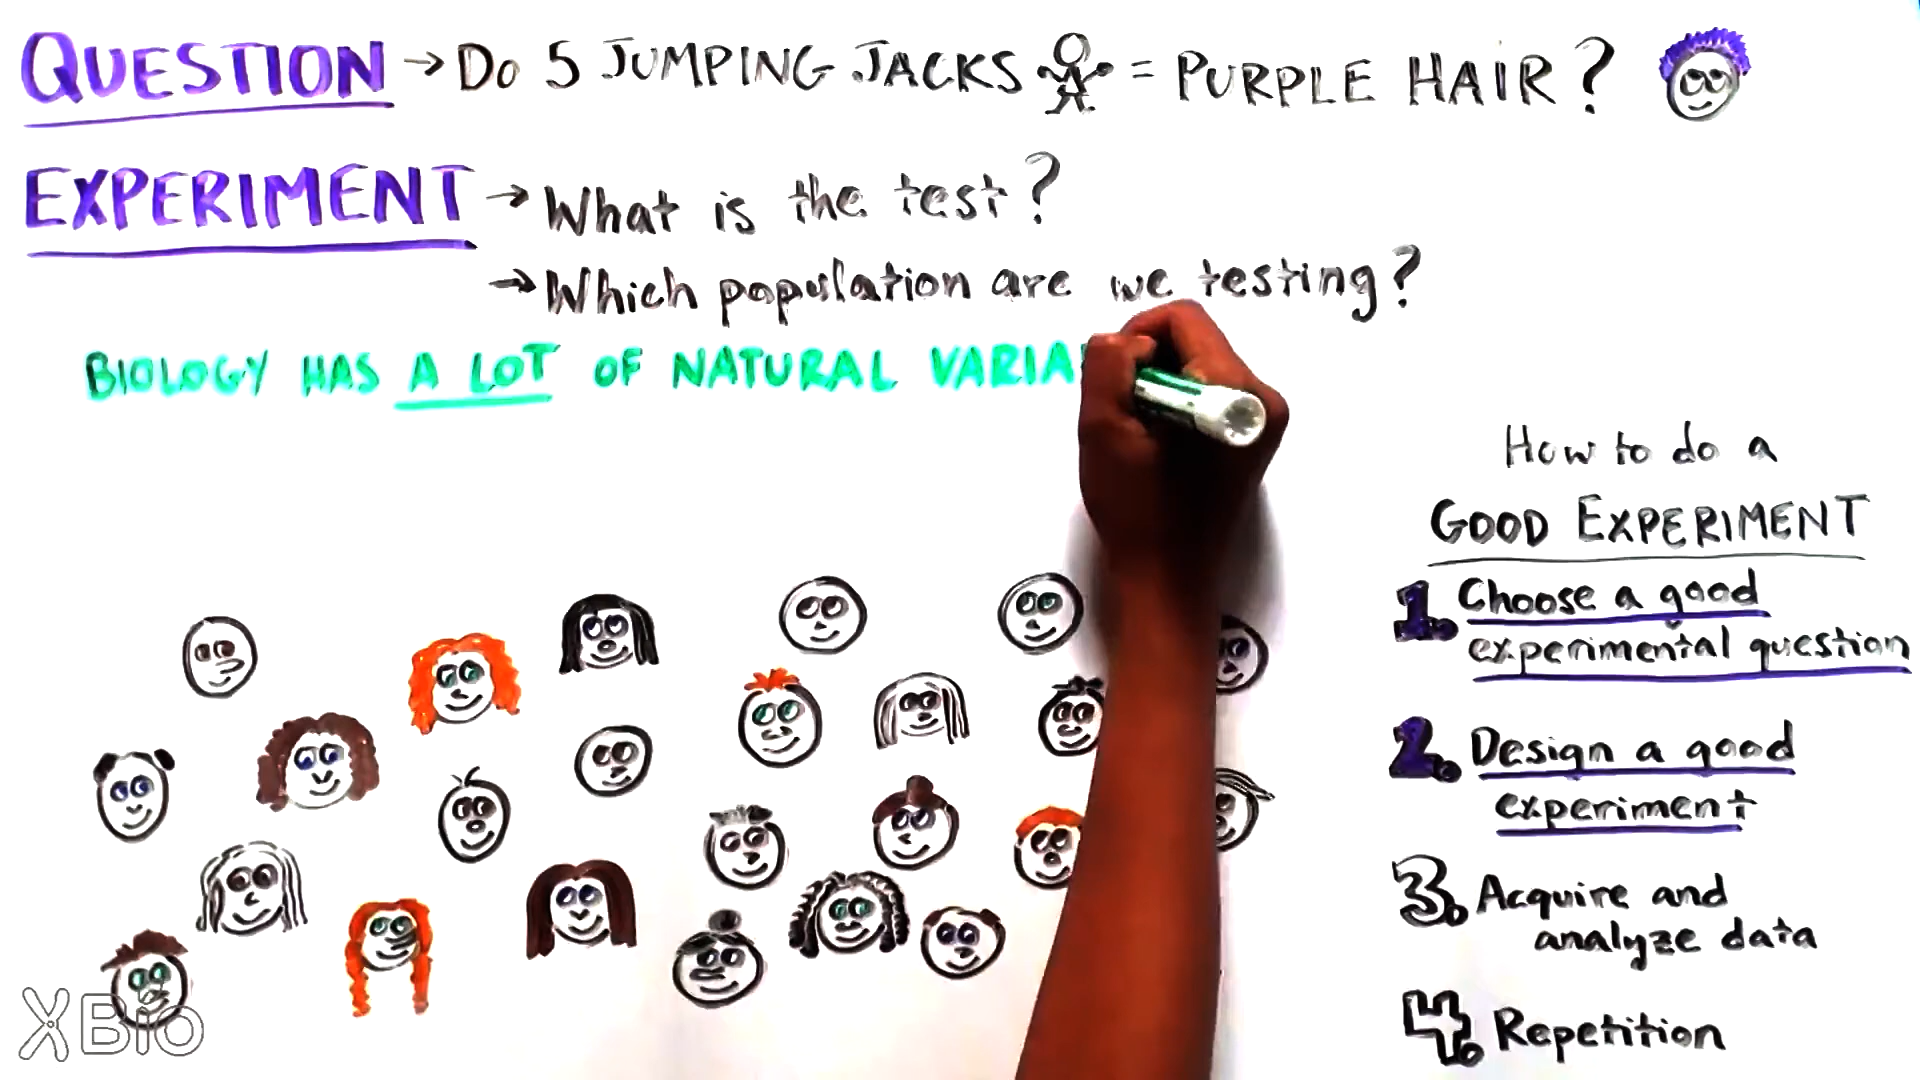 QUESTION → DO 5 JUMPING JACKS = PURPLE HAIR?
EXPERIMENT → What is the test?
→ Which population are we testing?
BIOLOGY HAS A LOT OF NATURAL
How to do a
GOOD EXPERIMENT
1. Choose a good
experimental question
2. Design a good
experiment
3. Acquire and
analyze data
4. Repetition
XBio